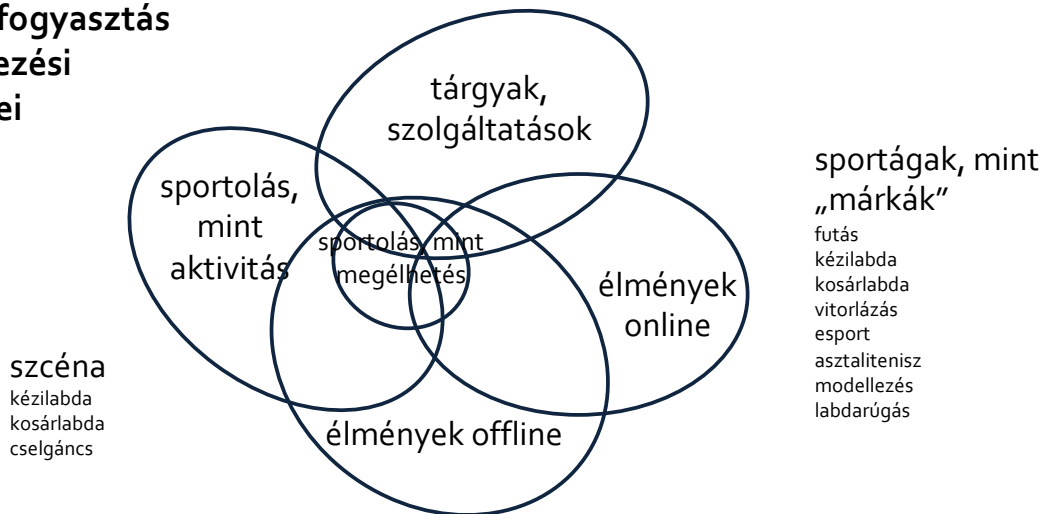 fogyasztás
ezési
ei
tárgyak,
szolgáltatások
sportolás,
mint
aktivitás
sportolás, mint
megélhetés
élmények
online
élmények offline
szcéna
kézilabda
kosárlabda
cselgáncs
sportágak, mint
„márkák”
futás
kézilabda
kosárlabda
vitorlázás
esport
asztalitenisz
modellezés
labdarúgás